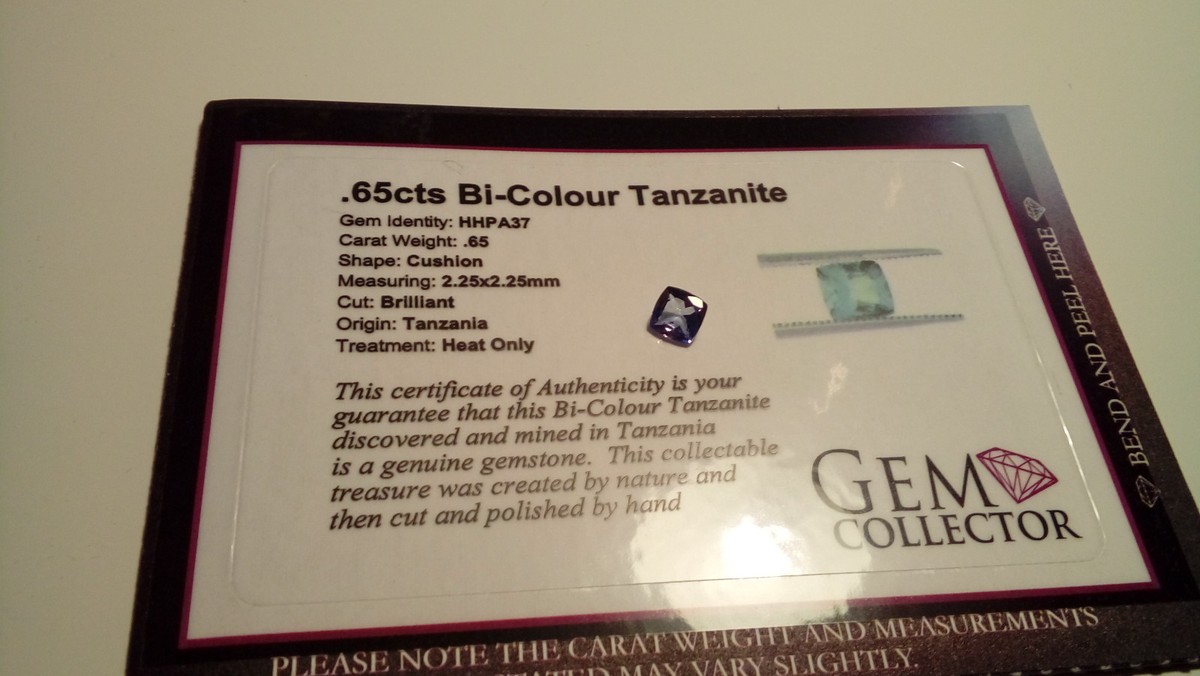 .65cts Bi-Colour Tanzanite
Gem Identity: HHPA37
Carat Weight: .65
Shape: Cushion
Measuring: 2.25x2.25mm
Cut: Brilliant
Origin: Tanzania
Treatment: Heat Only
This certificate of Authenticity is your
guarantee that this Bi-Colour Tanzanite
discovered and mined in Tanzania
is a genuine gemstone. This collectable
treasure was created by nature and
then cut and polished by hand
GEM
COLLECTOR
BEND AND PEEL HERE
PLEASE NOTE THE CARAT WEIGHT AND MEASUREMENTS
STATED MAY VARY SLIGHTLY.